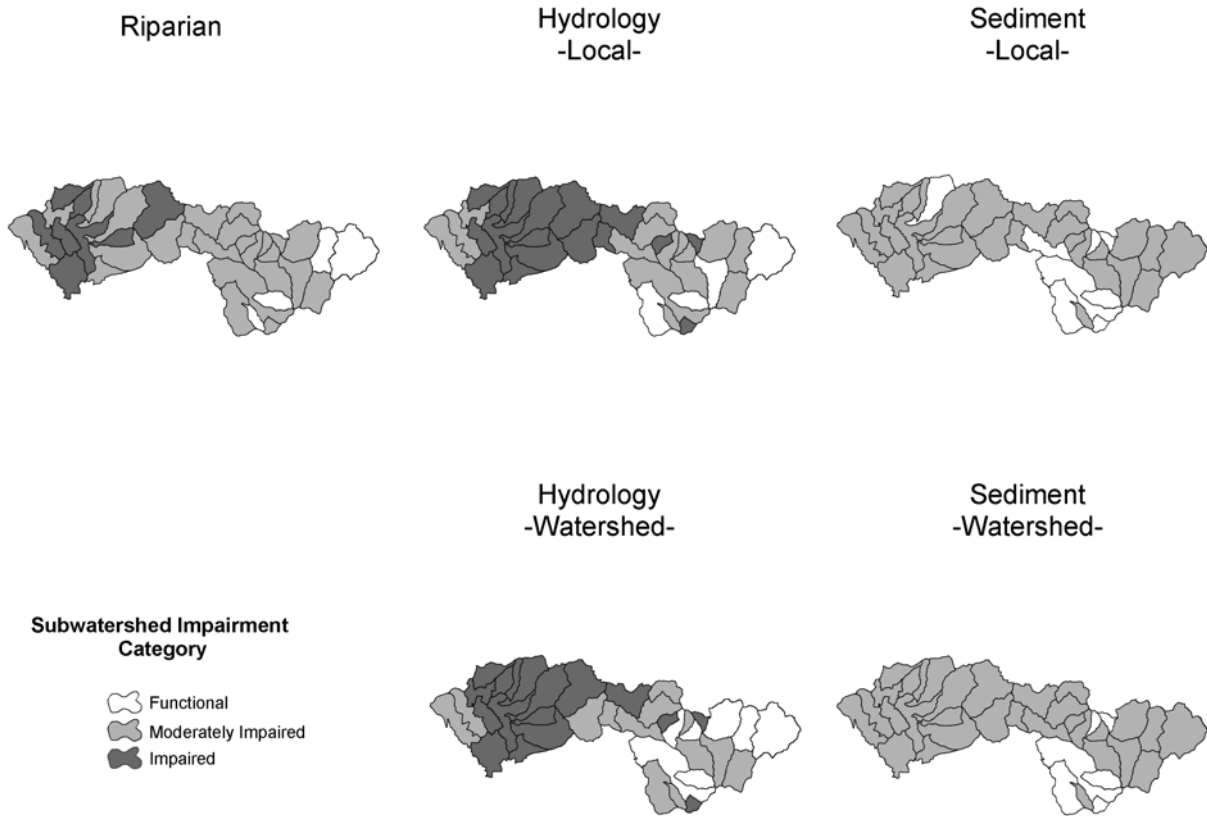 Riparian
Hydrology
-Local-
Sediment
-Local-
Hydrology
-Watershed-
Sediment
-Watershed-
Subwatershed Impairment
Category
Functional
Moderately Impaired
Impaired